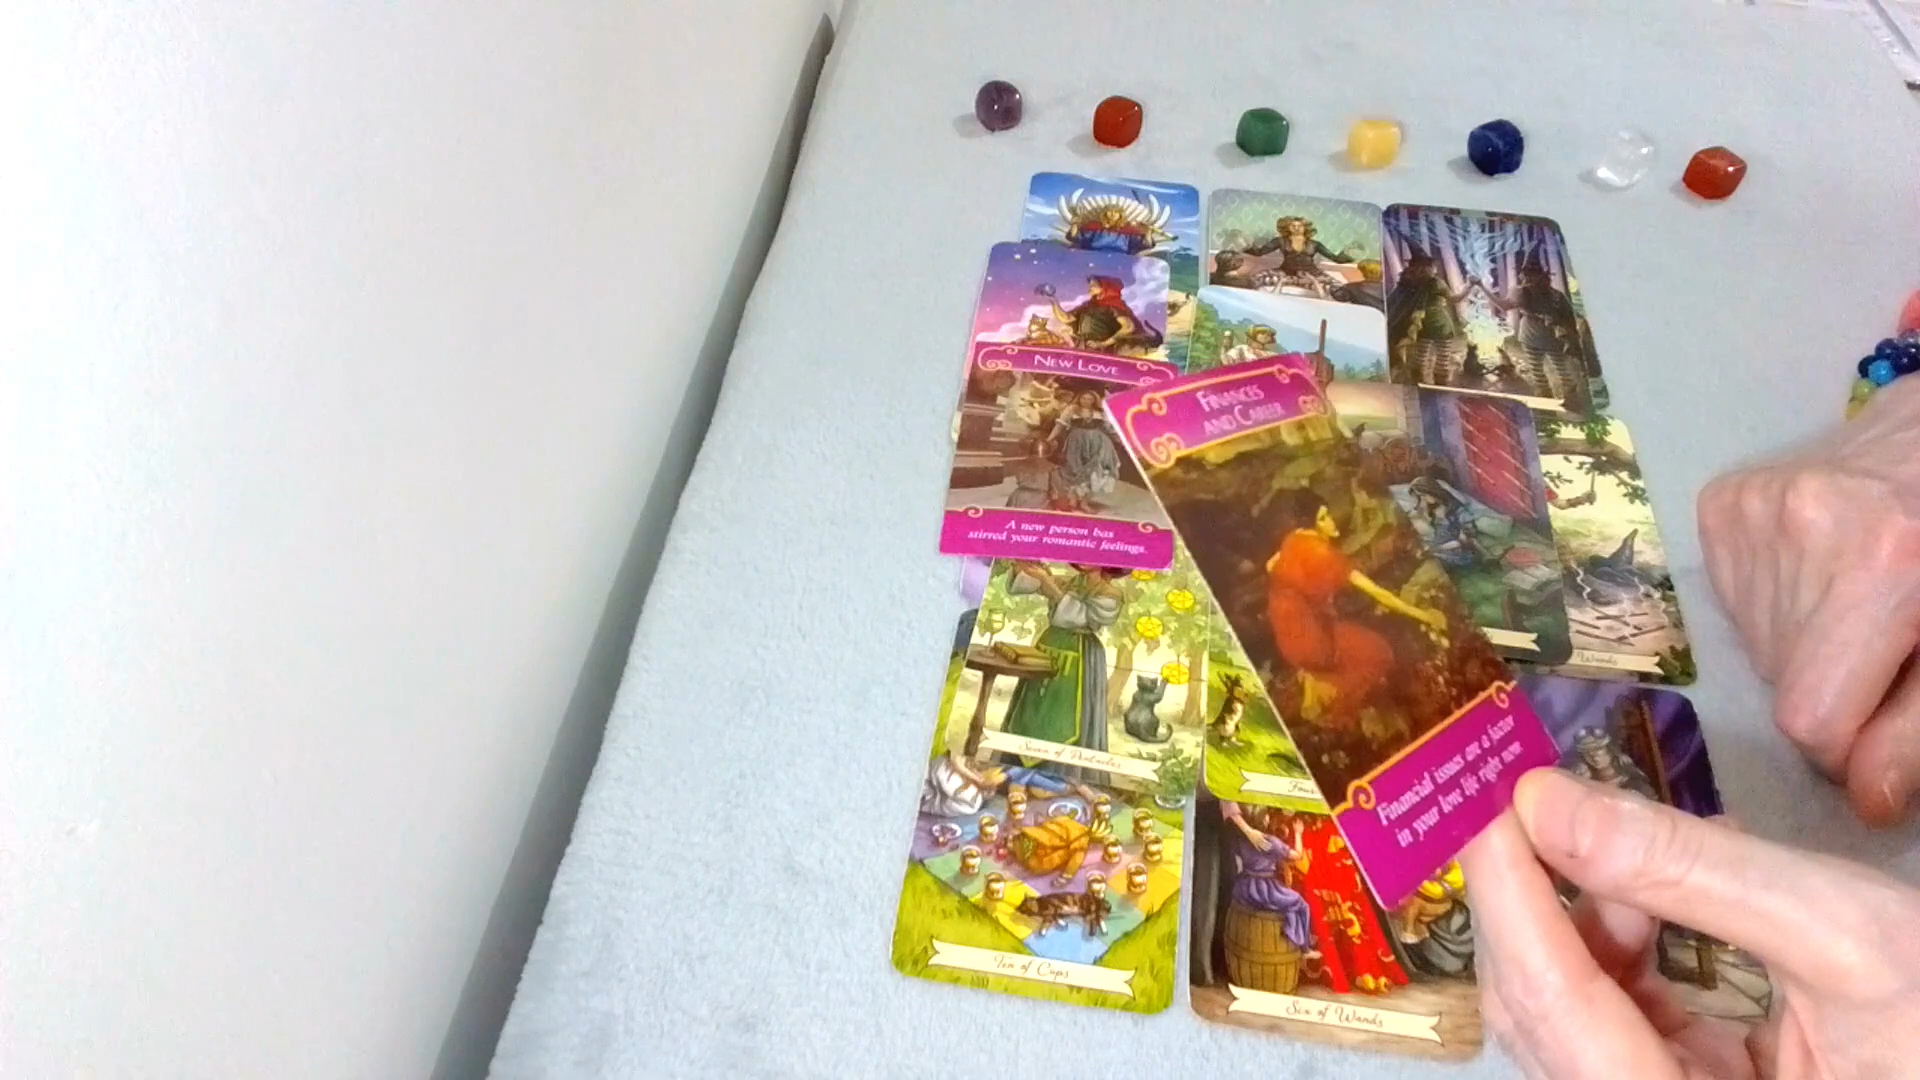 NEW LOVE
A new person has
stirred your romantic feelings.
FINANCES
AND CAREER
Financial issues are a factor
in your love life right now
Wands
Seven of Pentacles
Four
Ten of Cups
Six of Wands